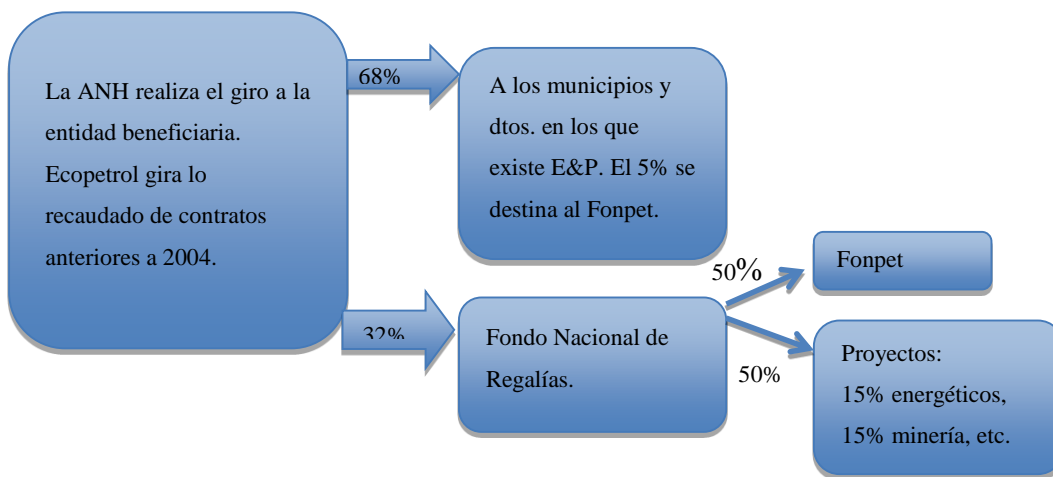 La ANH realiza el giro a la
entidad beneficiaria.
Ecopetrol gira lo
recaudado de contratos
anteriores a 2004.
68%
A los municipios y
dtos. en los que
existe E&P. El 5% se
destina al Fonpet.
32%
Fondo Nacional de
Regalías.
50%
Fonpet
50%
Proyectos:
15% energéticos,
15% minería, etc.